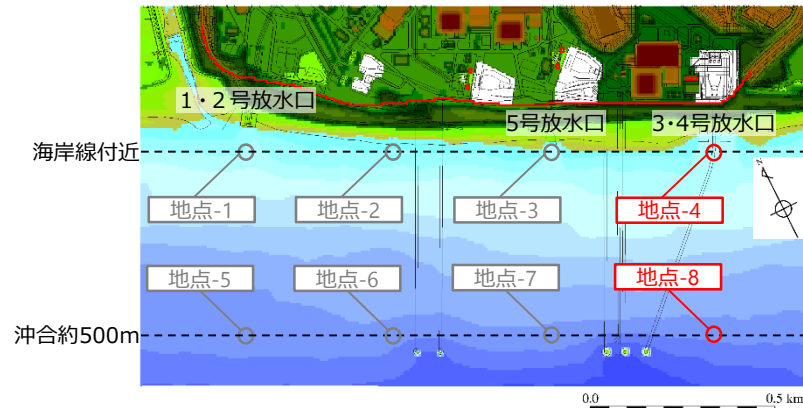 1・2号放水口
5号放水口
3・4号放水口
海岸線付近
地点-1
地点-2
地点-3
地点-4
地点-5
地点-6
地点-7
地点-8
沖合約500m
0.0
0.5 km